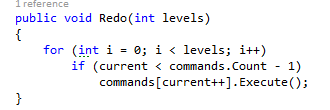 1 reference
public void Redo(int levels)
{
for (int i = 0; i < levels; i++)
if (current < commands.Count - 1)
commands[current++].Execute();
}